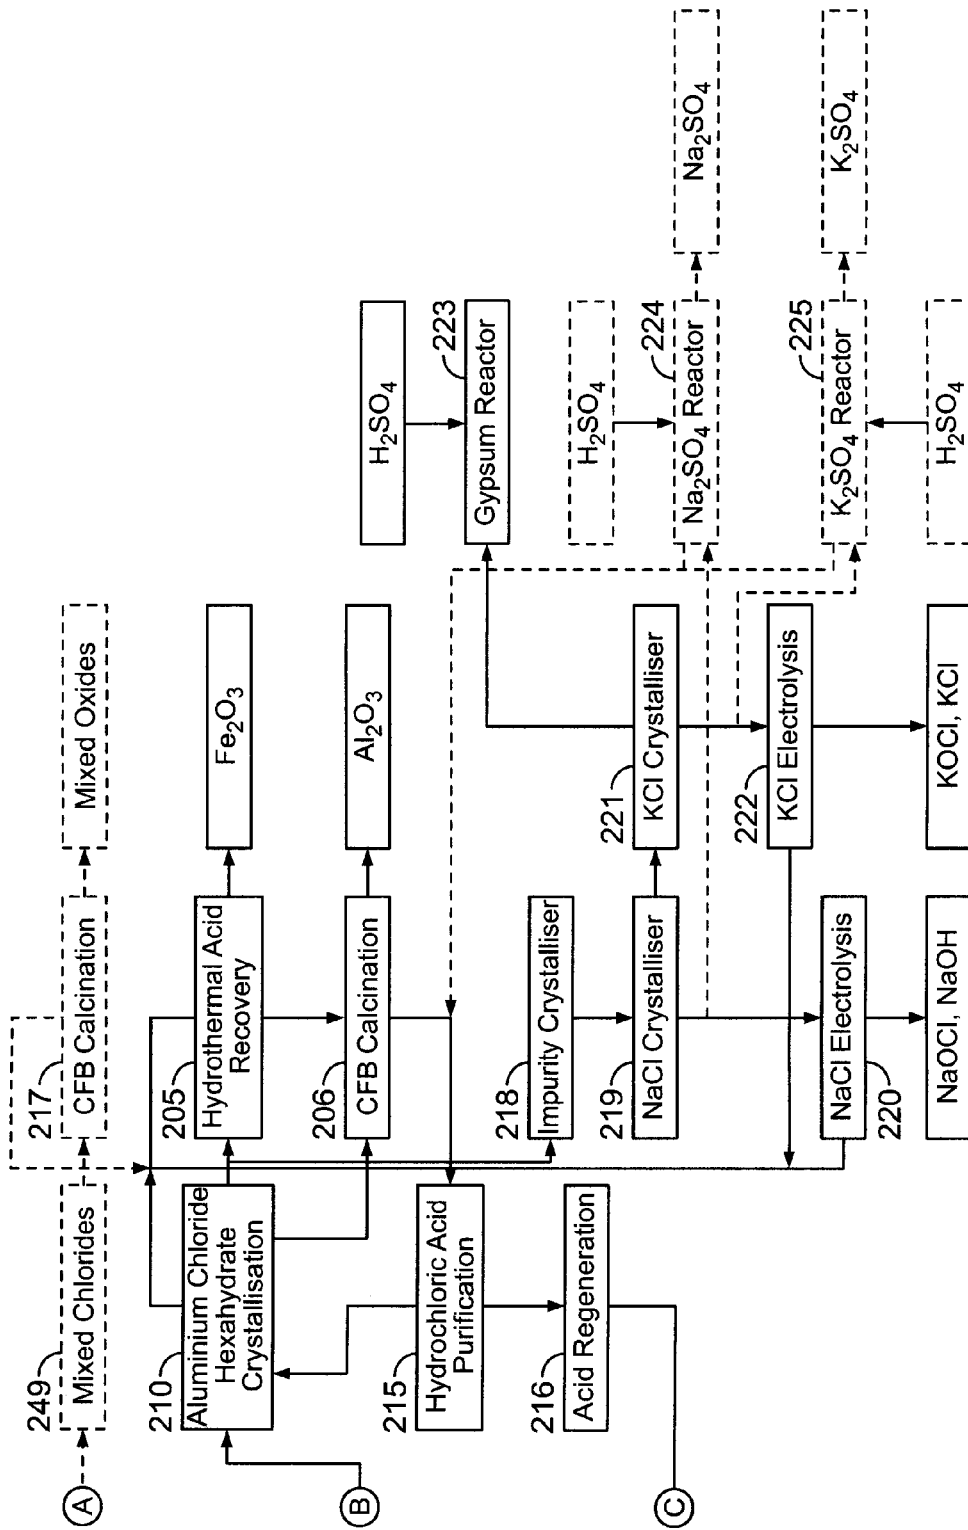 A
249
Mixed Chlorides
217
CFB Calcination
Mixed Oxides
210
Aluminium Chloride
Hexahydrate
Crystallisation
205
Hydrothermal Acid
Recovery
Fe2O3
B
206
CFB Calcination
Al2O3
H2SO4
215
Hydrochloric Acid
Purification
223
Gypsum Reactor
216
Acid Regeneration
218
Impurity Crystalliser
H2SO4
C
219
NaCl Crystalliser
221
KCl Crystalliser
224
Na2SO4 Reactor
Na2SO4
222
KCl Electrolysis
225
K2SO4 Reactor
K2SO4
NaCl Electrolysis
220
NaOCl, NaOH
KOCl, KCl
H2SO4